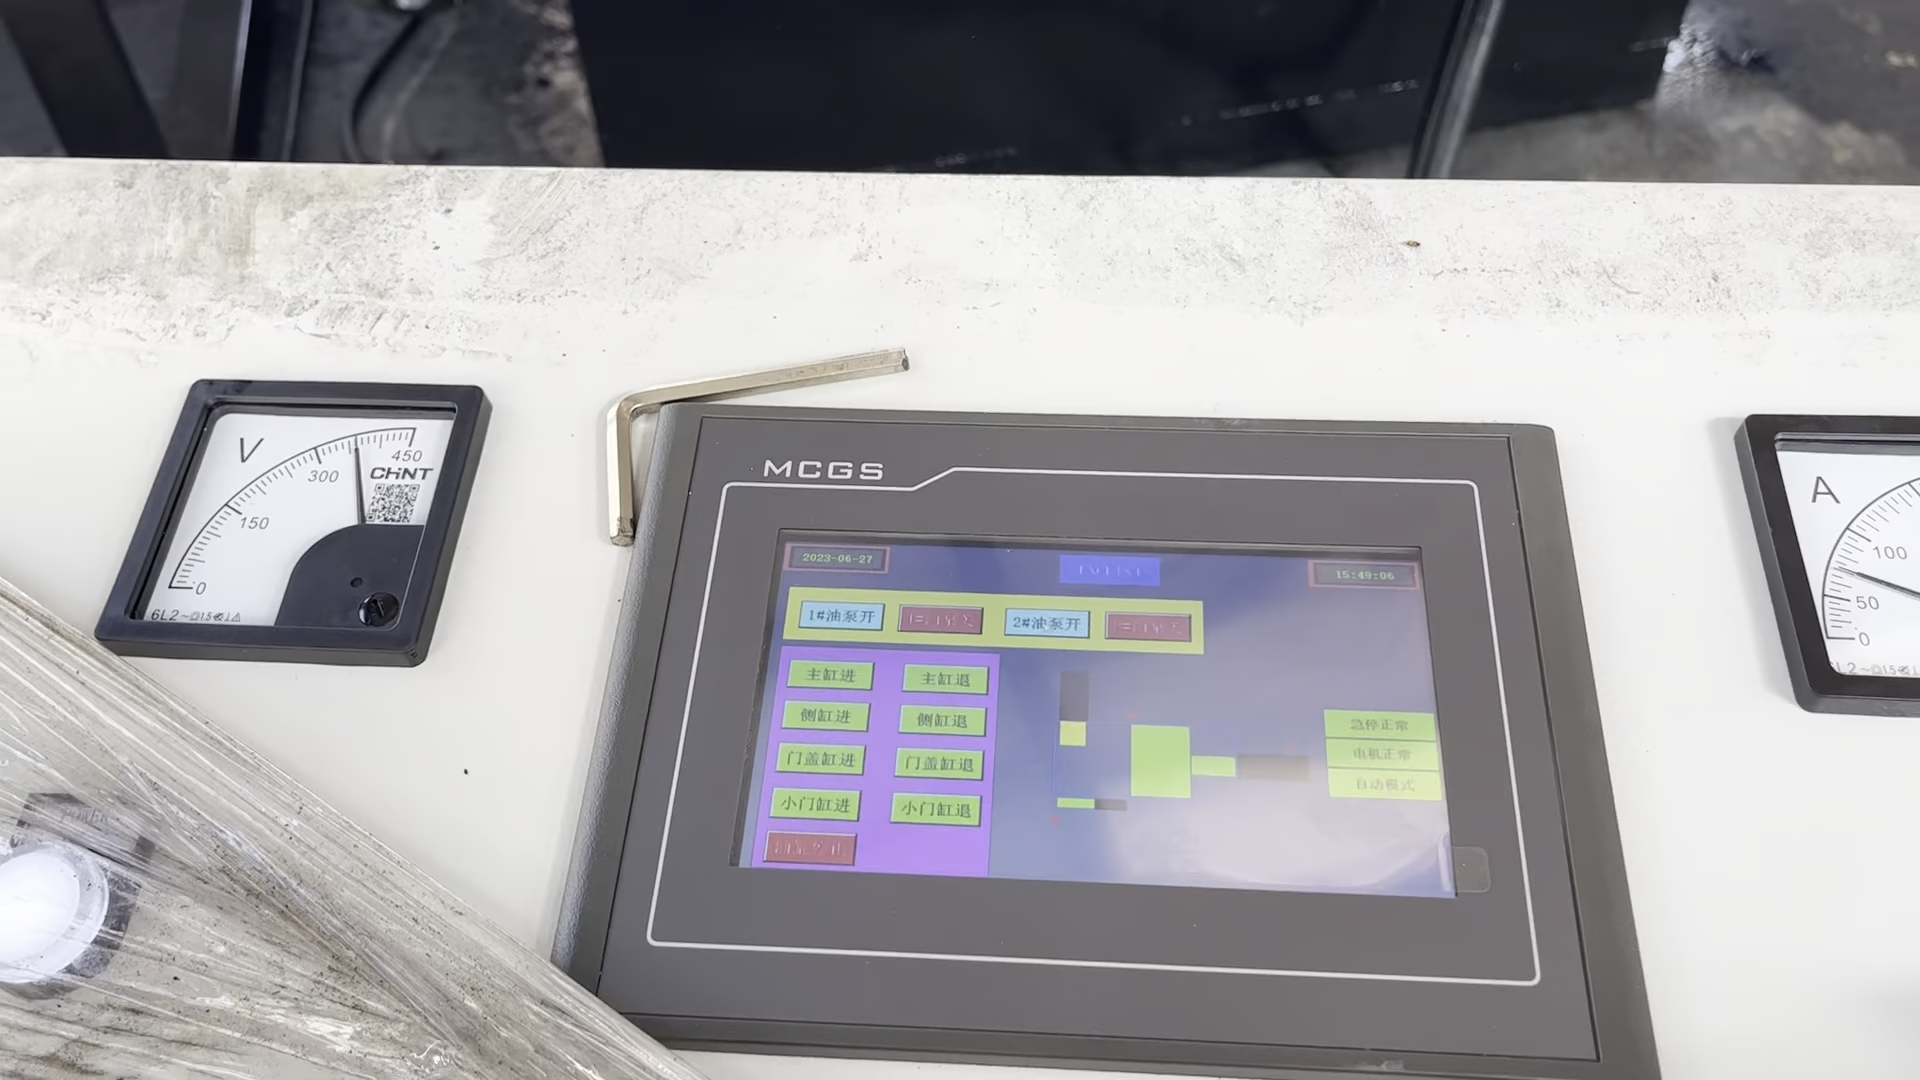 V
450
CHNT
300
150
0
6L2
MCGS
2023-06-27
15:49:06
1#油泵开
2#油泵开
主缸进
主缸退
侧缸进
侧缸退
门盖缸进
门盖缸退
小门缸进
小门缸退
急停正常
电机正常
自动模式
A
100
50
0